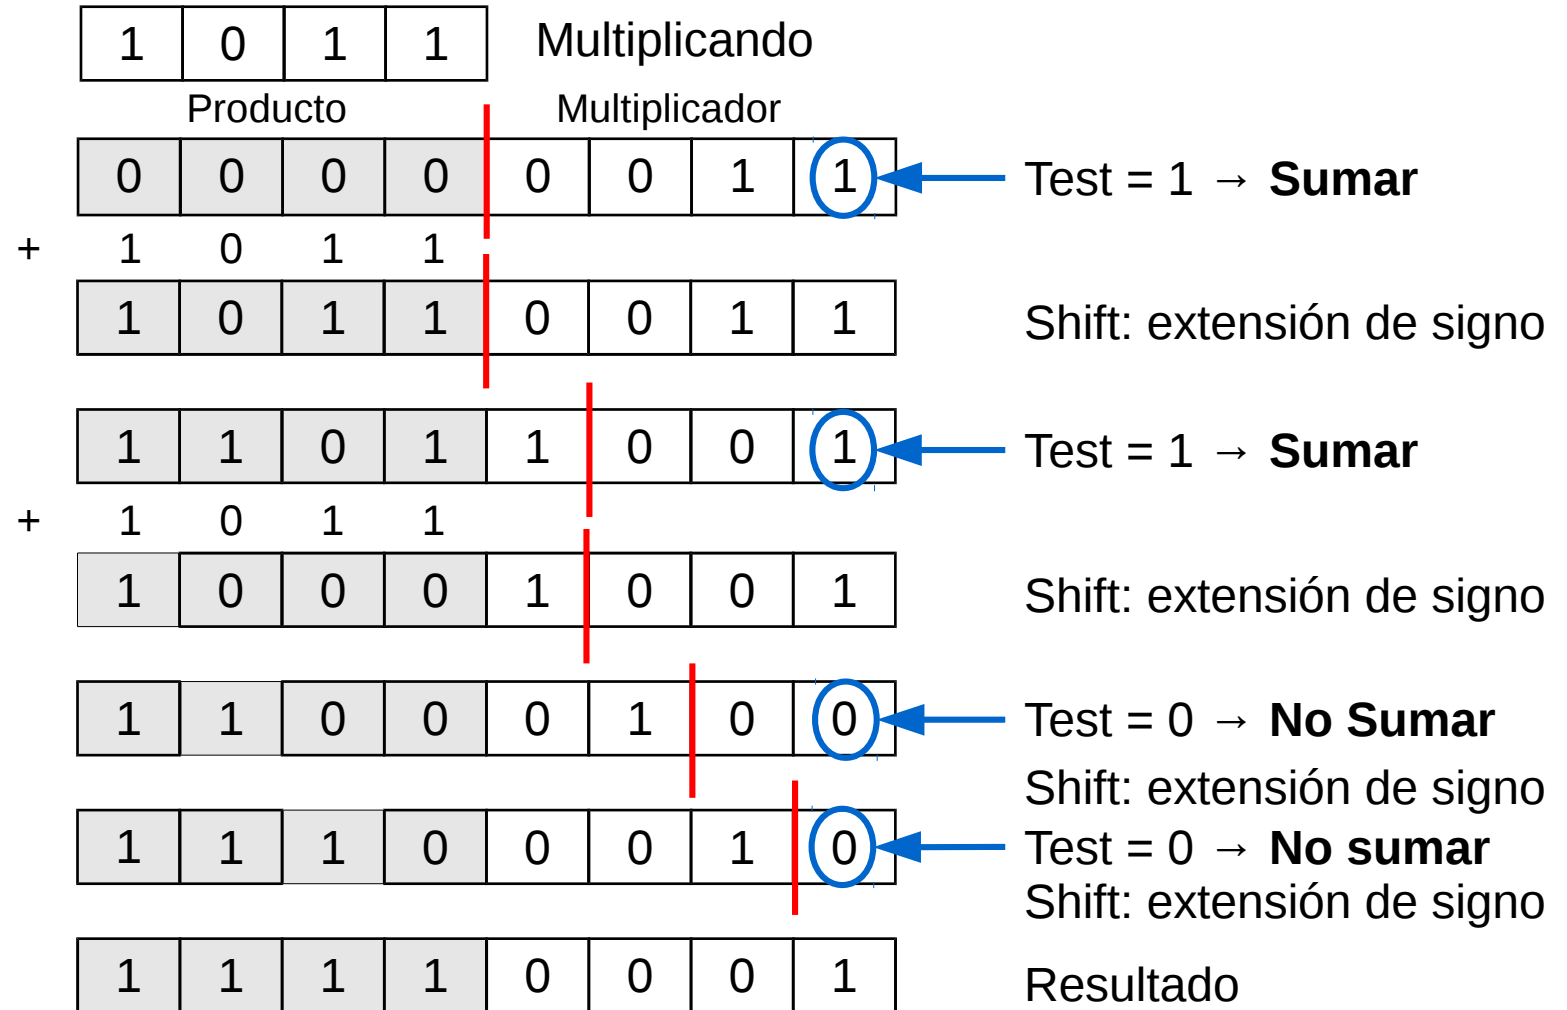 1 0 1 1 Multiplicando
Producto Multiplicador
0 0 0 0 0 0 1 1 Test = 1 → Sumar
+ 1 0 1 1
1 0 1 1 0 0 1 1 Shift: extensión de signo
1 1 0 1 1 0 0 1 Test = 1 → Sumar
+ 1 0 1 1
1 0 0 0 1 0 0 1 Shift: extensión de signo
1 1 0 0 0 1 0 0 Test = 0 → No Sumar
Shift: extensión de signo
1 1 1 0 0 0 1 0 Test = 0 → No sumar
Shift: extensión de signo
1 1 1 1 0 0 0 1 Resultado